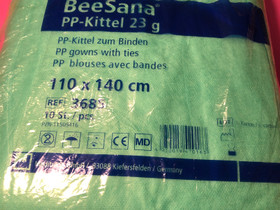 BeeSana®
PP-Kittel 23 g
PP-Kittel zum Binden
PP gowns with ties
PP blouses avec bandes
110 x 140 cm
REF: 3685
10 St. / pcs.
MD
83088 Kiefersfelden / Germany